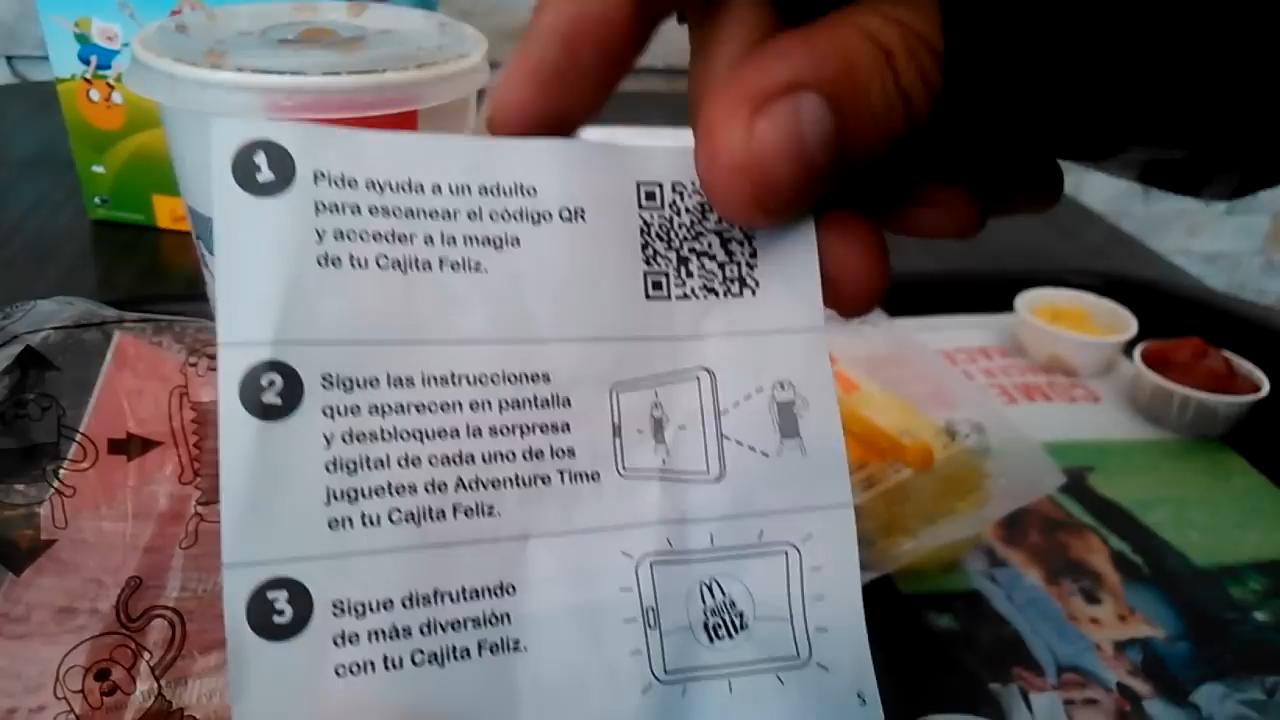 1
Pide ayuda a un adulto
para escanear el código QR
y acceder a la magia
de tu Cajita Feliz.
2
Sigue las instrucciones
que aparecen en pantalla
y desbloquea la sorpresa
digital de cada uno de los
juguetes de Adventure Time
en tu Cajita Feliz.
3
Sigue disfrutando
de más diversión
con tu Cajita Feliz.
cajita
feliz
COME